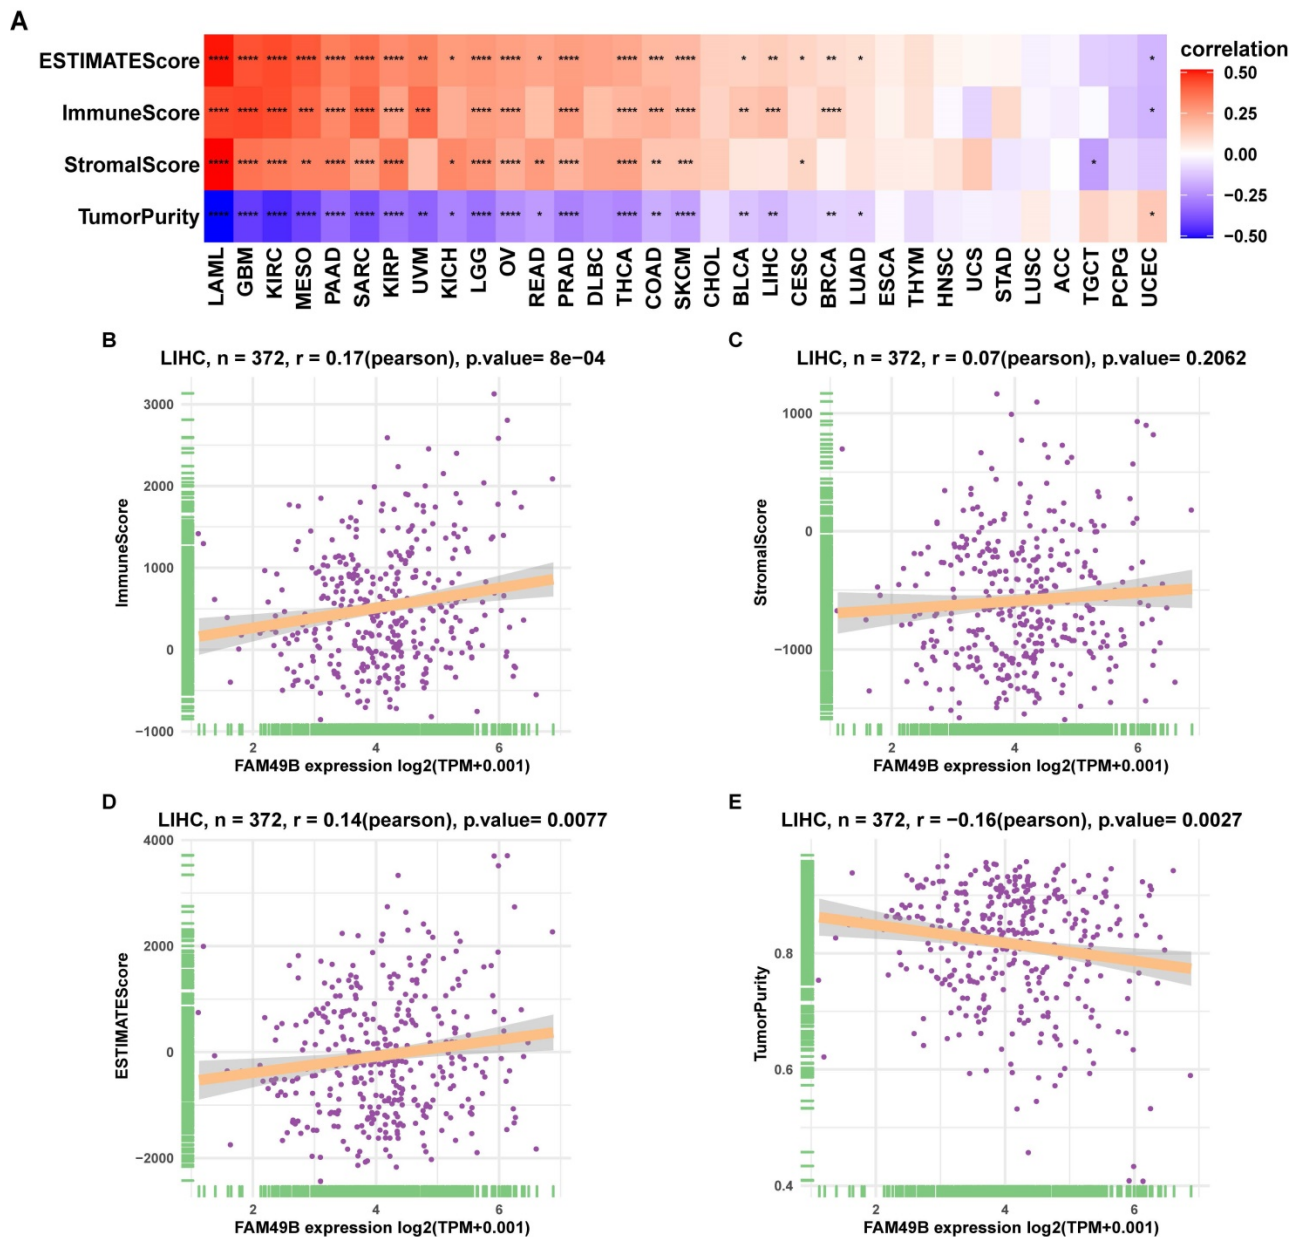 A
ESTIMATEScore **** **** **** **** **** **** **** ** * **** **** * **** **** *** **** * ** * ** * *
ImmuneScore **** **** **** *** **** **** **** *** **** **** **** **** *** **** ** *** **** *
StromalScore **** **** **** ** **** **** **** * **** **** ** **** **** ** *** * *
TumorPurity **** **** **** **** **** **** **** ** * **** **** * **** **** ** **** ** ** ** * *
LAML GBM KIRC MESO PAAD SARC KIRP UVM KICH LGG OV READ PRAD DLBC THCA COAD SKCM CHOL BLCA LIHC CESC BRCA LUAD ESCA THYM HNSC UCS STAD LUSC ACC TGCT PCPG UCEC
correlation
0.50
0.25
0.00
−0.25
−0.50
B
LIHC, n = 372, r = 0.17(pearson), p.value= 8e−04
ImmuneScore
3000
2000
1000
0
−1000
2 4 6
FAM49B expression log2(TPM+0.001)
C
LIHC, n = 372, r = 0.07(pearson), p.value= 0.2062
StromalScore
1000
0
−1000
2 4 6
FAM49B expression log2(TPM+0.001)
D
LIHC, n = 372, r = 0.14(pearson), p.value= 0.0077
ESTIMATEScore
4000
2000
0
−2000
2 4 6
FAM49B expression log2(TPM+0.001)
E
LIHC, n = 372, r = −0.16(pearson), p.value= 0.0027
TumorPurity
0.8
0.6
0.4
2 4 6
FAM49B expression log2(TPM+0.001)